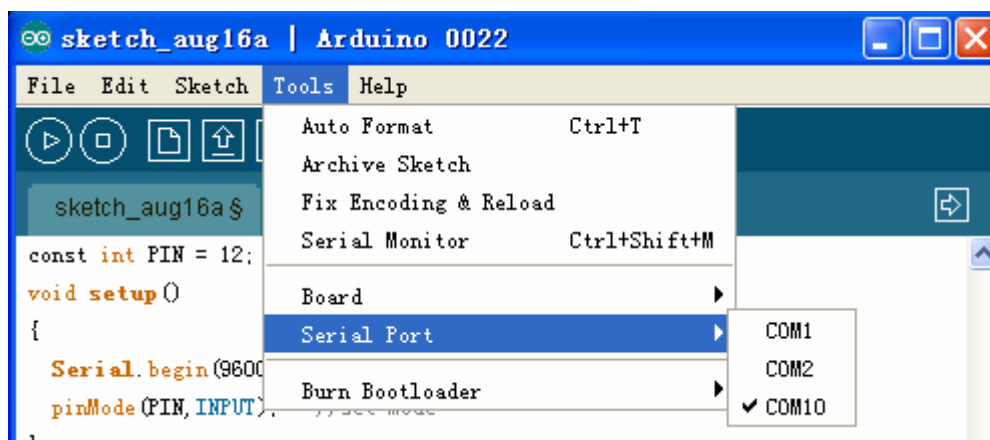 sketch_aug16a | Arduino 0022
File Edit Sketch Tools Help
Auto Format Ctrl+T
Archive Sketch
Fix Encoding & Reload
Serial Monitor Ctrl+Shift+M
Board
Serial Port
Burn Bootloader
COM1
COM2
COM10
sketch_aug16a §
const int PIN = 12;
void setup()
{
Serial.begin(9600
pinMode(PIN,INPUT);